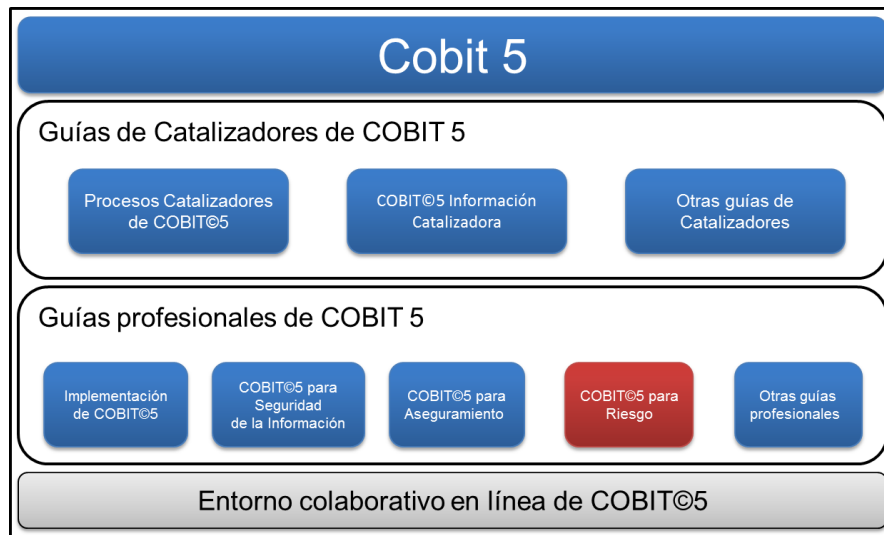 Cobit 5
Guías de Catalizadores de COBIT 5
Procesos Catalizadores
de COBIT©5
COBIT©5 Información
Catalizadora
Otras guías de
Catalizadores
Guías profesionales de COBIT 5
Implementación
de COBIT©5
COBIT©5 para
Seguridad
de la Información
COBIT©5 para
Aseguramiento
COBIT©5 para
Riesgo
Otras guías
profesionales
Entorno colaborativo en línea de COBIT©5